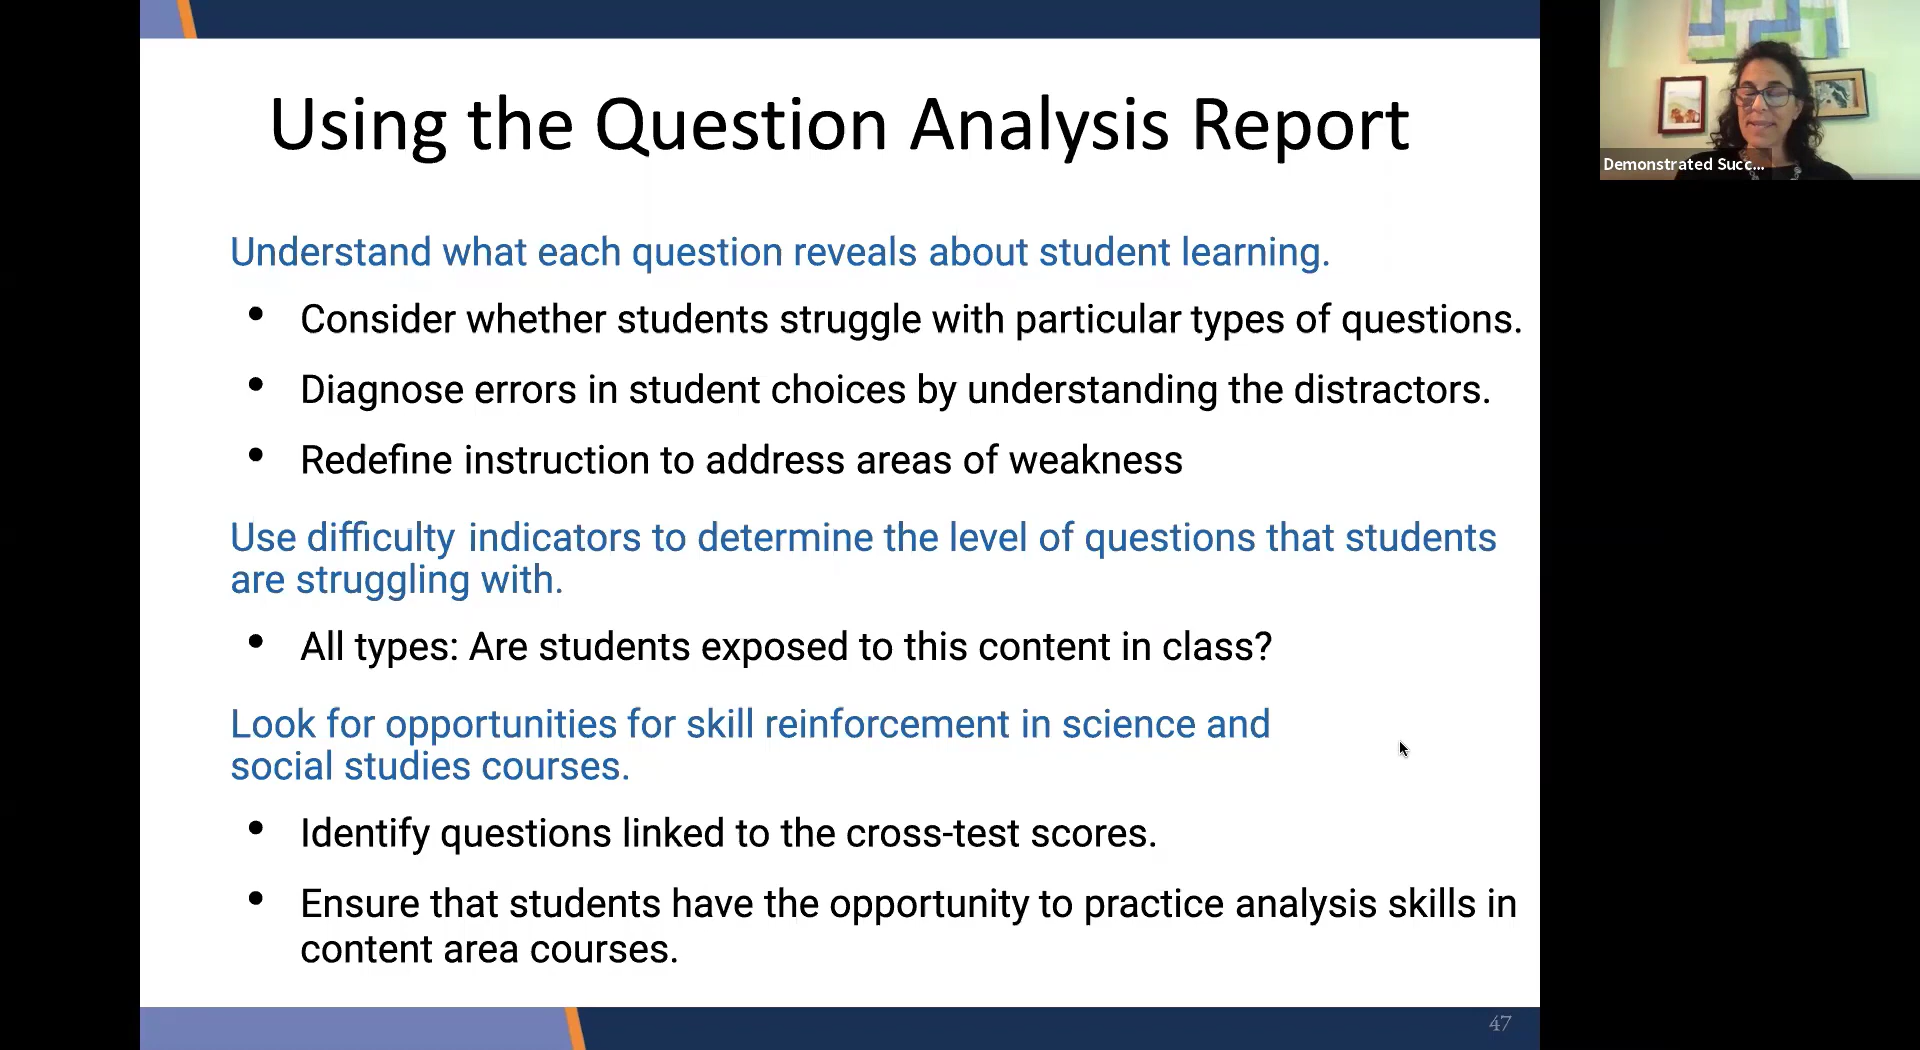 Using the Question Analysis Report
Demonstrated Succ...
Understand what each question reveals about student learning.
• Consider whether students struggle with particular types of questions.
• Diagnose errors in student choices by understanding the distractors.
• Redefine instruction to address areas of weakness
Use difficulty indicators to determine the level of questions that students
are struggling with.
• All types: Are students exposed to this content in class?
Look for opportunities for skill reinforcement in science and
social studies courses.
• Identify questions linked to the cross-test scores.
• Ensure that students have the opportunity to practice analysis skills in
content area courses.
47